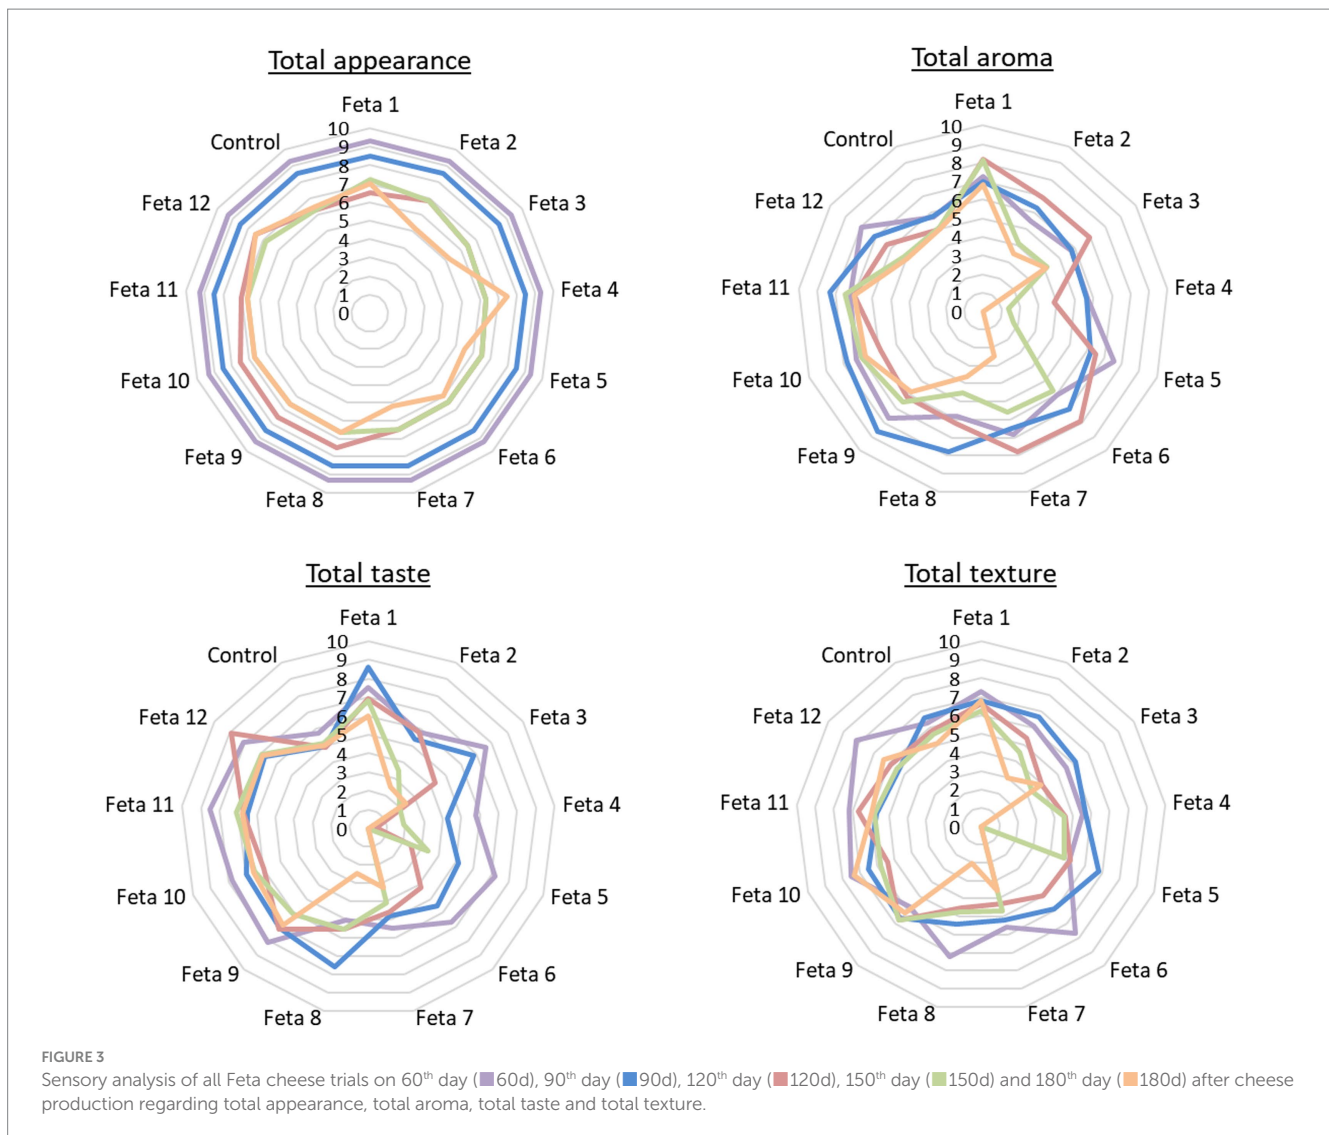 Total appearance
Feta 1
Feta 2
Feta 3
Feta 4
Feta 5
Feta 6
Feta 7
Feta 8
Feta 9
Feta 10
Feta 11
Feta 12
Control
10
9
8
7
6
5
4
3
2
1
0
Total aroma
Feta 1
Feta 2
Feta 3
Feta 4
Feta 5
Feta 6
Feta 7
Feta 8
Feta 9
Feta 10
Feta 11
Feta 12
Control
10
9
8
7
6
5
4
3
2
1
0
Total taste
Feta 1
Feta 2
Feta 3
Feta 4
Feta 5
Feta 6
Feta 7
Feta 8
Feta 9
Feta 10
Feta 11
Feta 12
Control
10
9
8
7
6
5
4
3
2
1
0
Total texture
Feta 1
Feta 2
Feta 3
Feta 4
Feta 5
Feta 6
Feta 7
Feta 8
Feta 9
Feta 10
Feta 11
Feta 12
Control
10
9
8
7
6
5
4
3
2
1
0
FIGURE 3
Sensory analysis of all Feta cheese trials on 60th day (60d), 90th day (90d), 120th day (120d), 150th day (150d) and 180th day (180d) after cheese
production regarding total appearance, total aroma, total taste and total texture.